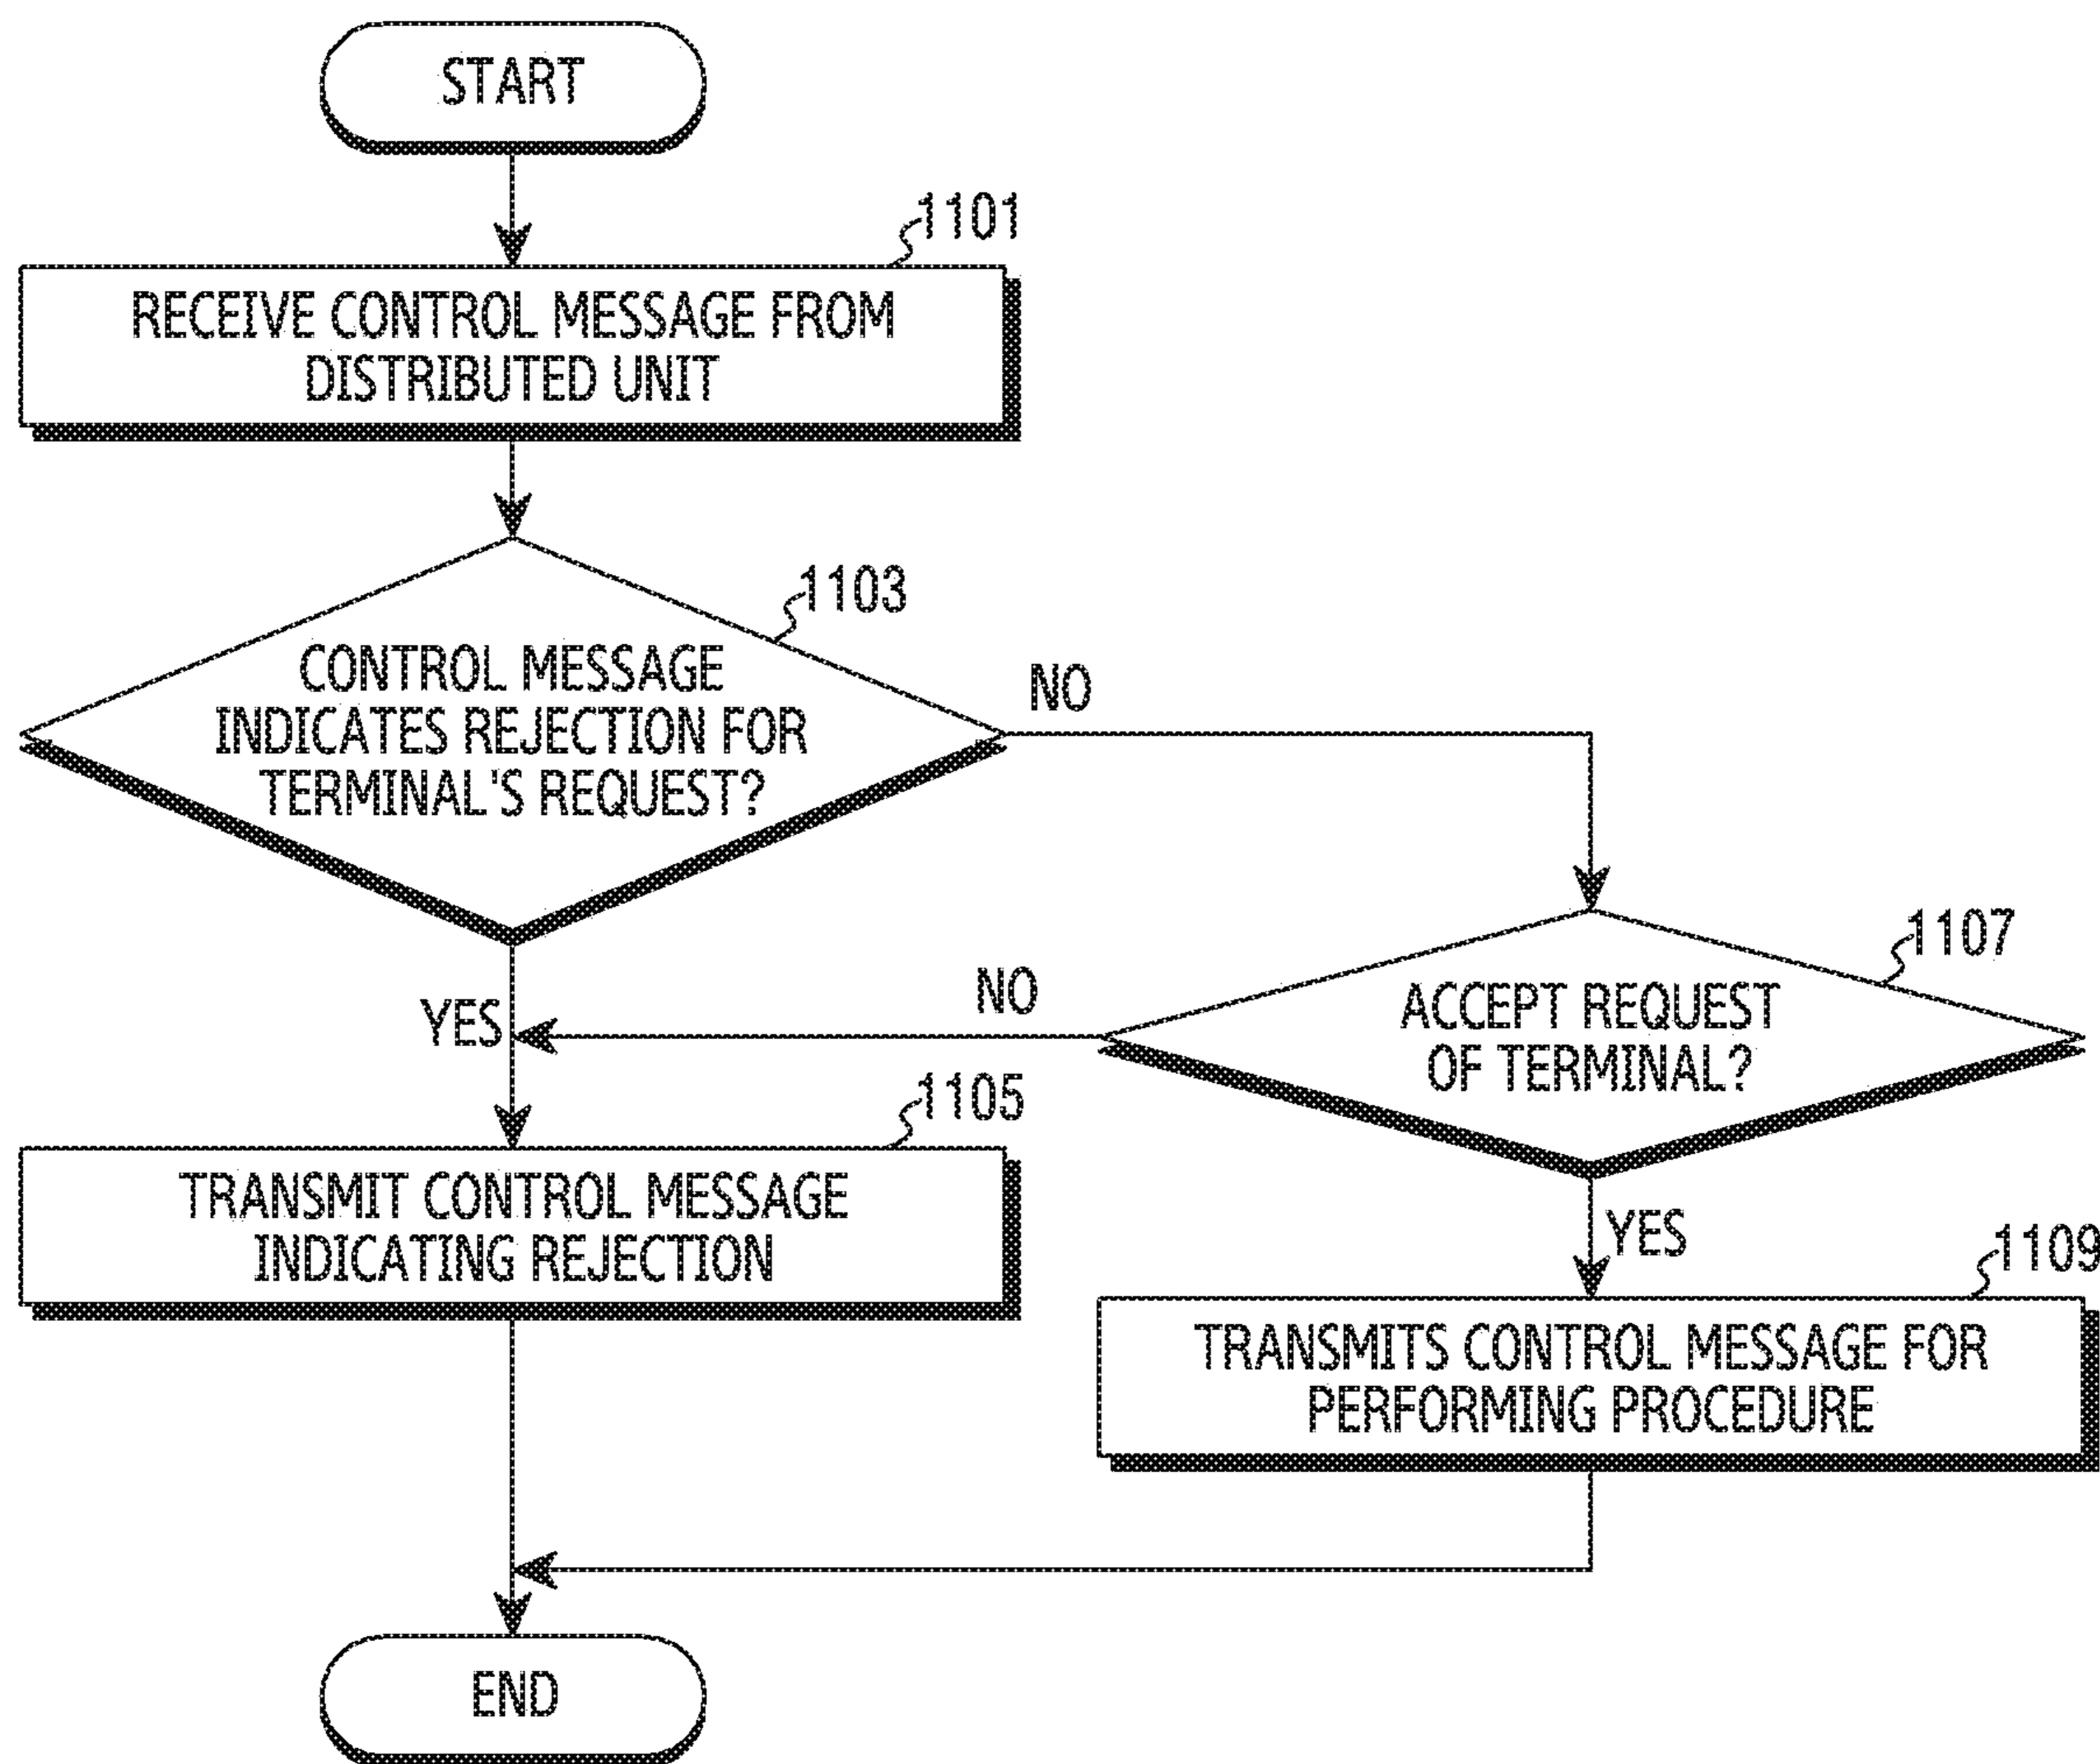 START
1101
RECEIVE CONTROL MESSAGE FROM
DISTRIBUTED UNIT
1103
CONTROL MESSAGE
INDICATES REJECTION FOR
TERMINAL'S REQUEST?
NO
1107
ACCEPT REQUEST
OF TERMINAL?
NO
YES
1105
TRANSMIT CONTROL MESSAGE
INDICATING REJECTION
YES
1109
TRANSMITS CONTROL MESSAGE FOR
PERFORMING PROCEDURE
END